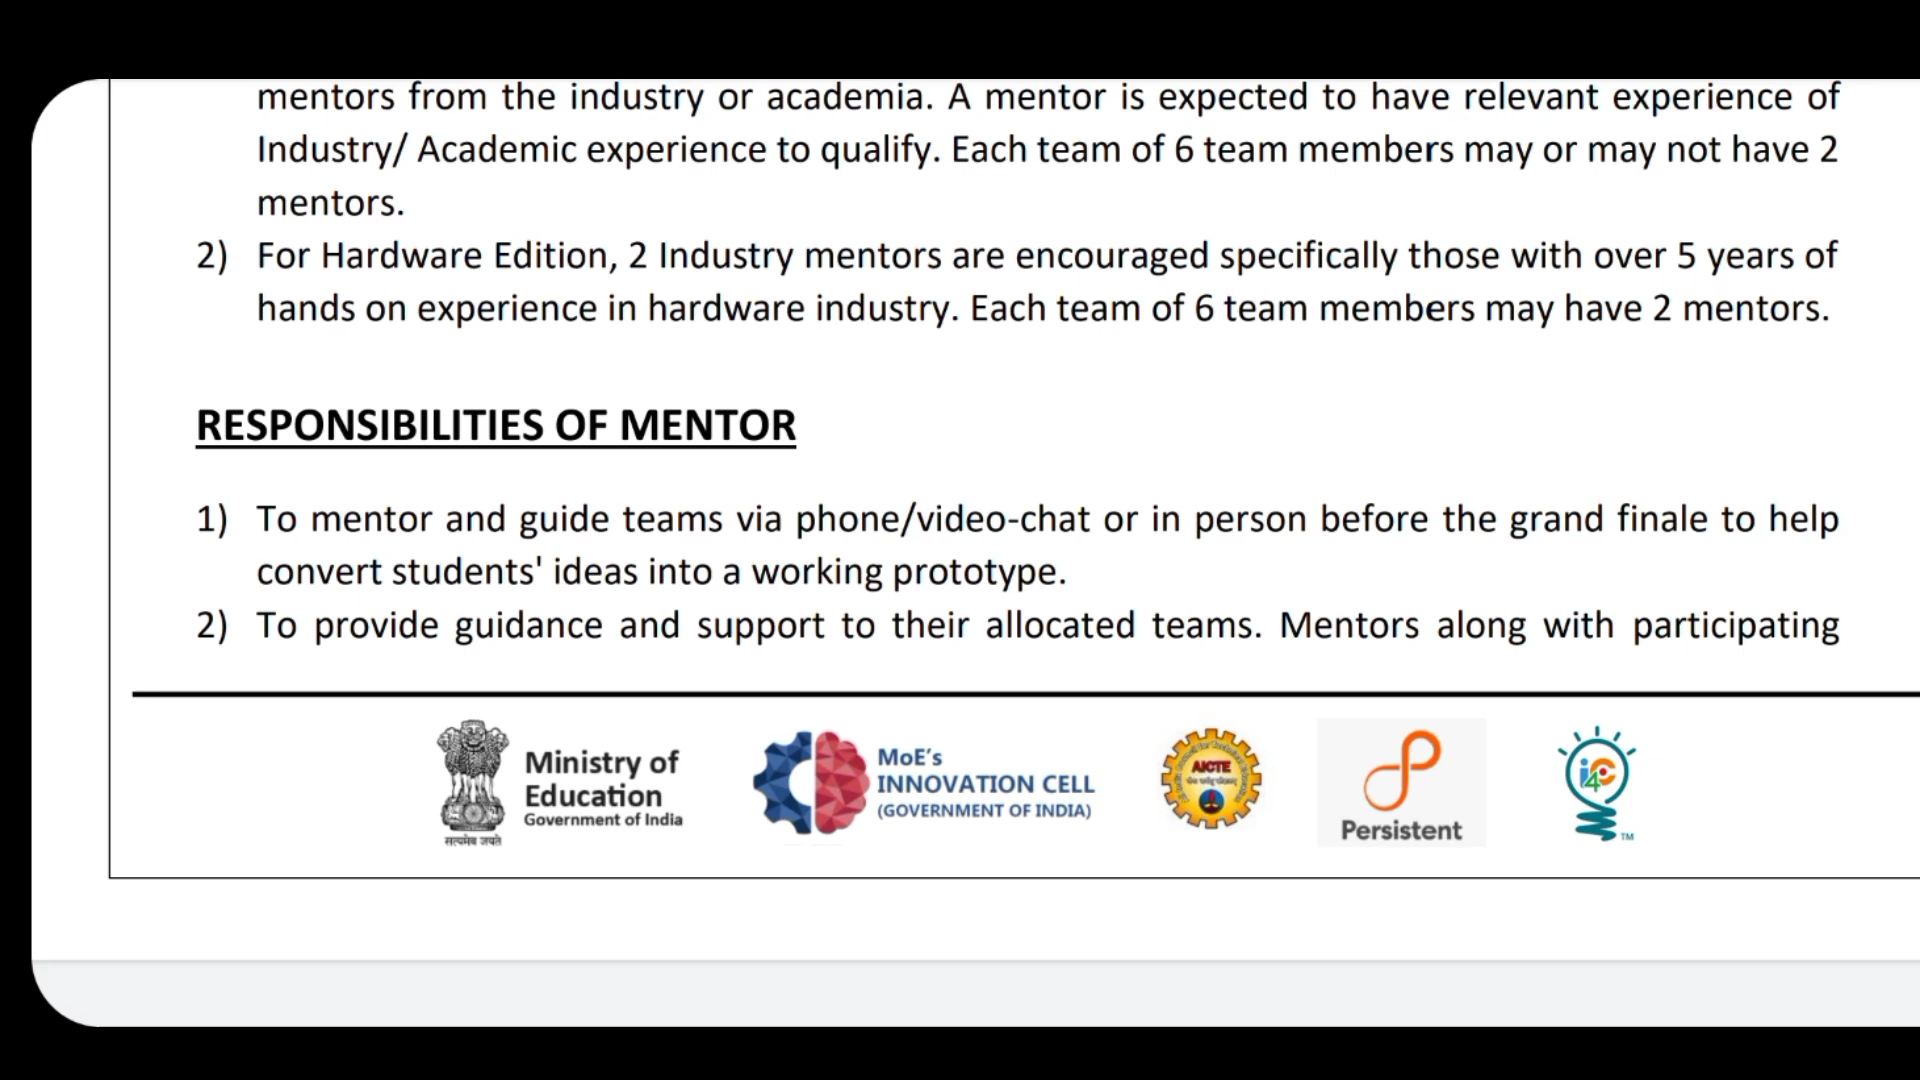 mentors from the industry or academia. A mentor is expected to have relevant experience of
Industry/ Academic experience to qualify. Each team of 6 team members may or may not have 2
mentors.
2) For Hardware Edition, 2 Industry mentors are encouraged specifically those with over 5 years of
hands on experience in hardware industry. Each team of 6 team members may have 2 mentors.
RESPONSIBILITIES OF MENTOR
1) To mentor and guide teams via phone/video-chat or in person before the grand finale to help
convert students' ideas into a working prototype.
2) To provide guidance and support to their allocated teams. Mentors along with participating
Ministry of
Education
Government of India
सत्यमेव जयते
MoE's
INNOVATION CELL
(GOVERNMENT OF INDIA)
AICTE
Persistent
i4c
TM